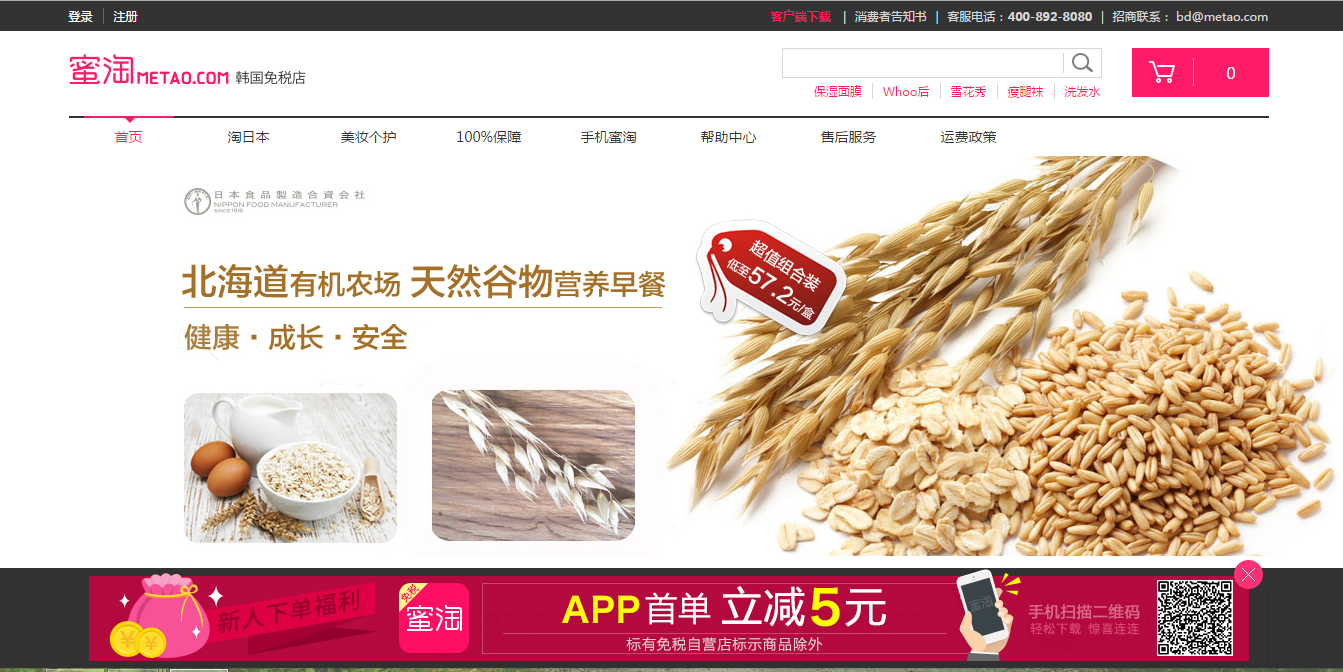 登录 注册 客户端下载 | 消费者告知书 | 客服电话：400-892-8080 | 招商联系： bd@metao.com
蜜淘METAO.COM 韩国免税店
0
保湿面膜 Whoo后 雪花秀 瘦腿袜 洗发水
首页 淘日本 美妆个护 100%保障 手机蜜淘 帮助中心 售后服务 运费政策
日本食品製造合資会社
NIPPON FOOD MANUFACTURER
SINCE 1918
超值组合装
低至57.2元/盒
北海道有机农场 天然谷物营养早餐
健康·成长·安全
新人下单福利
免税
蜜淘
APP首单 立减5元
标有免税自营店标示商品除外
蜜淘
手机扫描二维码
轻松下载 惊喜连连